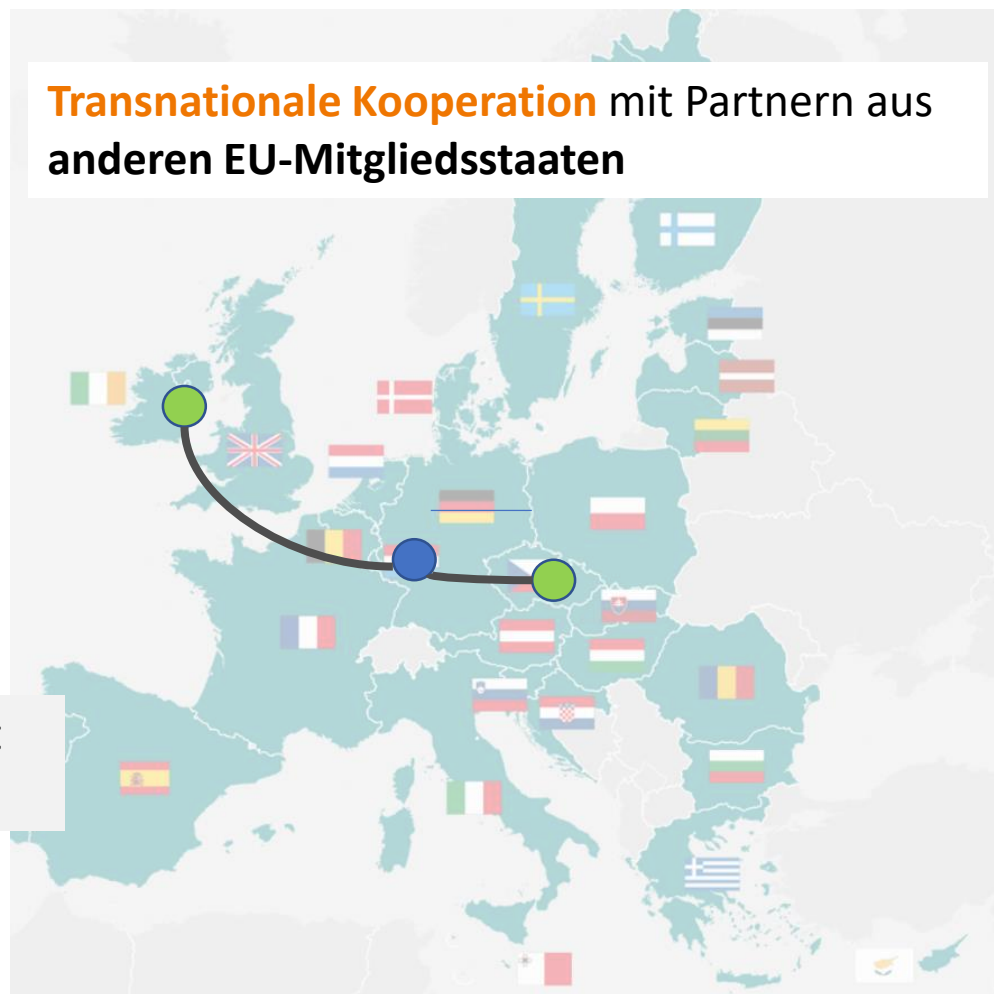 Transnationale Kooperation mit Partnern aus
anderen EU-Mitgliedsstaaten
: